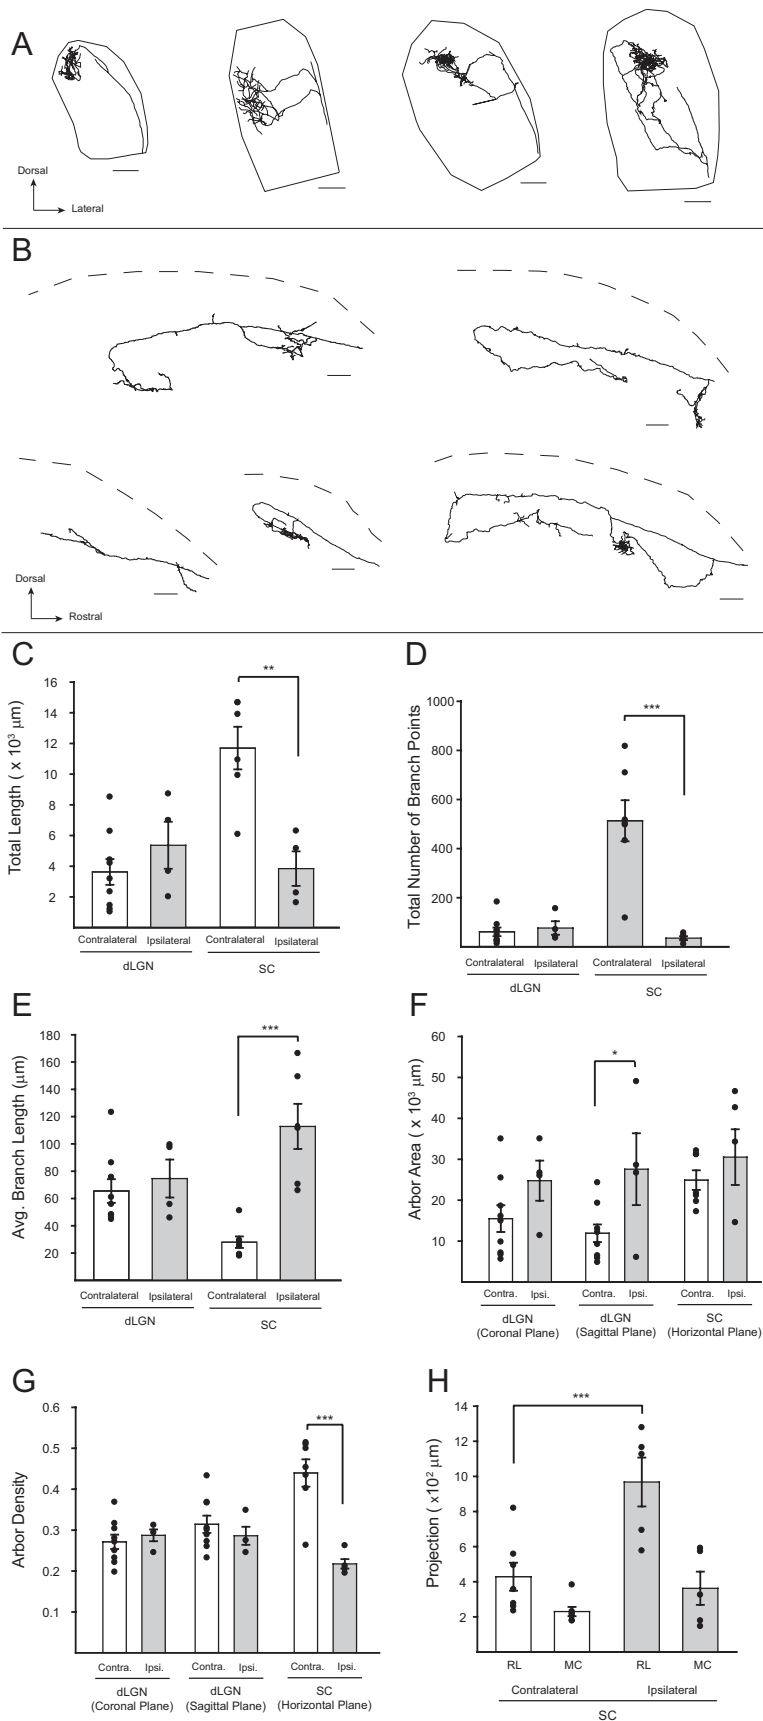 A
Dorsal
Lateral
B
Dorsal
Rostral
C
Total Length ( x 10³ µm)
16
14
12
10
8
6
4
2
**
Contralateral Ipsilateral Contralateral Ipsilateral
dLGN SC
D
Total Number of Branch Points
1000
800
600
400
200
***
Contralateral Ipsilateral Contralateral Ipsilateral
dLGN SC
E
Avg. Branch Length (µm)
180
160
140
120
100
80
60
40
20
***
Contralateral Ipsilateral Contralateral Ipsilateral
dLGN SC
F
Arbor Area ( x 10³ µm)
60
50
40
30
20
10
*
Contra. Ipsi. Contra. Ipsi. Contra. Ipsi.
dLGN dLGN SC
(Coronal Plane) (Sagittal Plane) (Horizontal Plane)
G
Arbor Density
0.6
0.5
0.4
0.3
0.2
0.1
***
Contra. Ipsi. Contra. Ipsi. Contra. Ipsi.
dLGN dLGN SC
(Coronal Plane) (Sagittal Plane) (Horizontal Plane)
H
Projection ( x10² µm)
14
12
10
8
6
4
2
***
RL MC RL MC
Contralateral Ipsilateral
SC